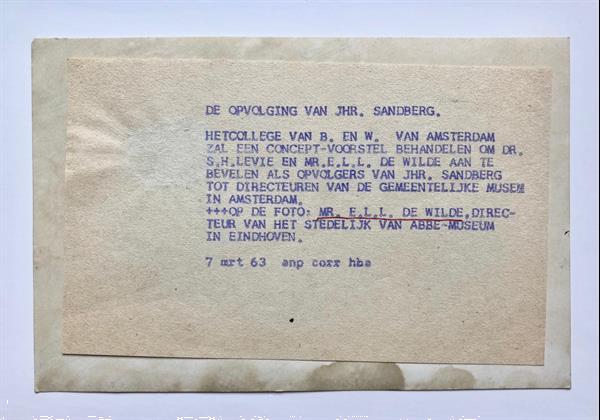 DE OPVOLGING VAN JHR. SANDBERG.
HETCOLLEGE VAN B. EN W. VAN AMSTERDAM
ZAL EEN CONCEPT-VOORSTEL BEHANDELEN OM DR.
S.H.LEVIE EN MR.E.L.L. DE WILDE AAN TE
BEVELEN ALS OPVOLGERS VAN JHR. SANDBERG
TOT DIRECTEUREN VAN DE GEMEENTELIJKE MUSEM
IN AMSTERDAM.
+++OP DE FOTO: MR. E.L.L. DE WILDE,DIREC-
TEUR VAN HET STEDELIJK VAN ABBE-MUSEUM
IN EINDHOVEN.
7 mrt 63 anp corr hbs